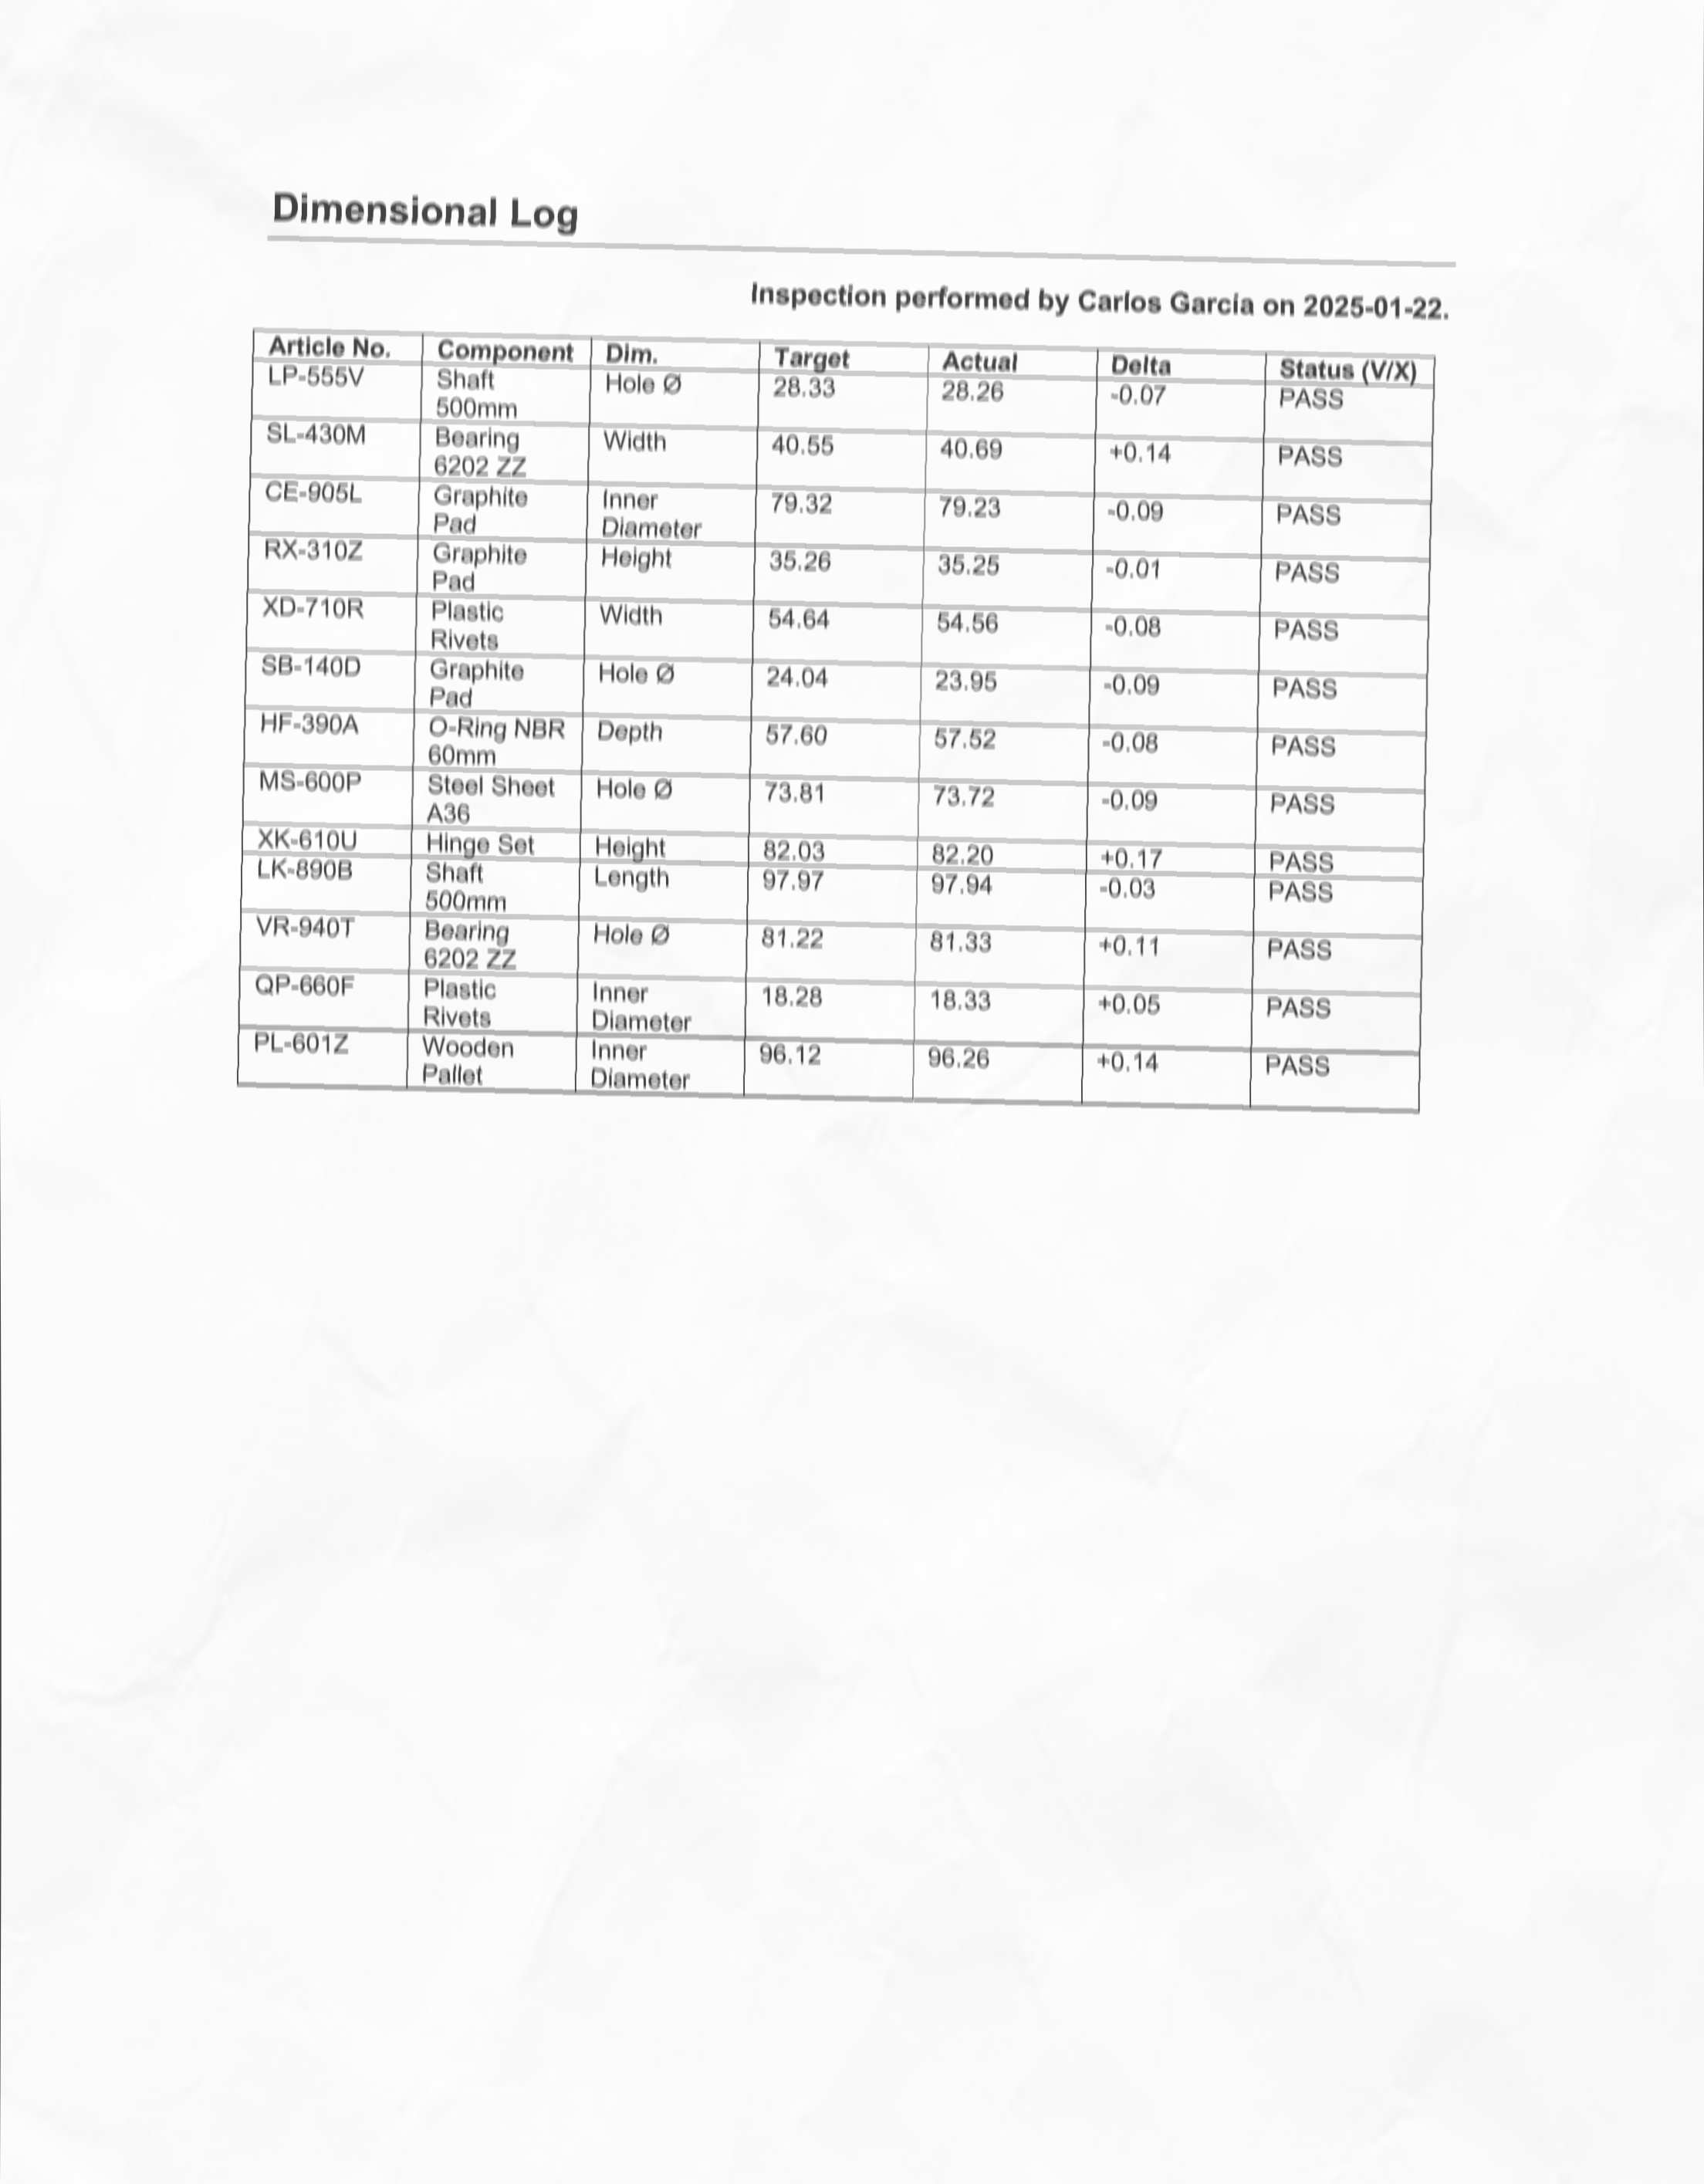 Dimensional Log
Inspection performed by Carlos Garcia on 2025-01-22.
Article No. Component Dim. Target Actual Delta Status (V/X)
LP-555V Shaft Hole Ø 28.33 28.26 -0.07 PASS
500mm
SL-430M Bearing Width 40.55 40.69 +0.14 PASS
6202 ZZ
CE-905L Graphite Inner 79.32 79.23 -0.09 PASS
Pad Diameter
RX-310Z Graphite Height 35.26 35.25 -0.01 PASS
Pad
XD-710R Plastic Width 54.64 54.56 -0.08 PASS
Rivets
SB-140D Graphite Hole Ø 24.04 23.95 -0.09 PASS
Pad
HF-390A O-Ring NBR Depth 57.60 57.52 -0.08 PASS
60mm
MS-600P Steel Sheet Hole Ø 73.81 73.72 -0.09 PASS
A36
XK-610U Hinge Set Height 82.03 82.20 +0.17 PASS
LK-890B Shaft Length 97.97 97.94 -0.03 PASS
500mm
VR-940T Bearing Hole Ø 81.22 81.33 +0.11 PASS
6202 ZZ
QP-660F Plastic Inner 18.28 18.33 +0.05 PASS
Rivets Diameter
PL-601Z Wooden Inner 96.12 96.26 +0.14 PASS
Pallet Diameter